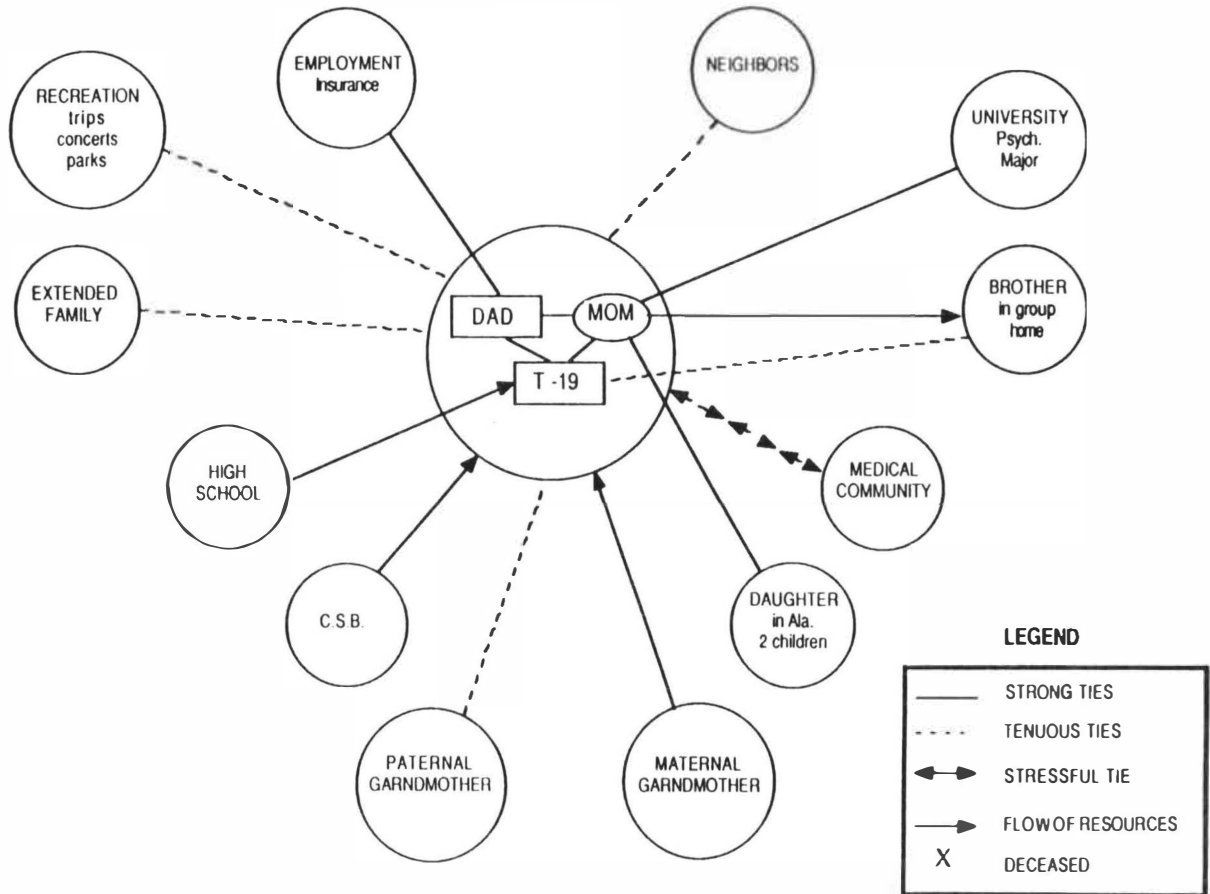 EMPLOYMENT
Insurance
NEIGHBORS
RECREATION
trips
concerts
parks
UNIVERSITY
Psych.
Major
EXTENDED
FAMILY
DAD
MOM
BROTHER
in group
home
T -19
HIGH
SCHOOL
MEDICAL
COMMUNITY
C.S.B.
DAUGHTER
in Ala.
2 children
PATERNAL
GARNDMOTHER
MATERNAL
GARNDMOTHER
LEGEND
STRONG TIES
TENUOUS TIES
STRESSFUL TIE
FLOW OF RESOURCES
X DECEASED